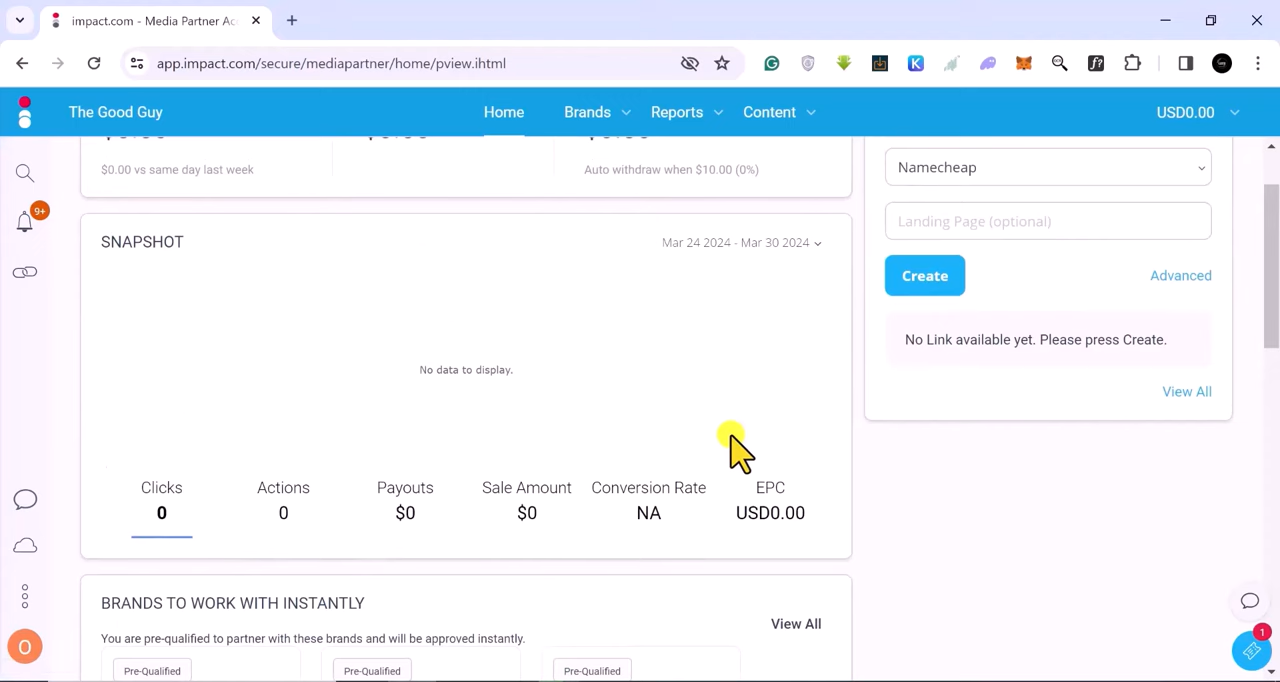 impact.com - Media Partner Ac
app.impact.com/secure/mediapartner/home/pview.ihtml
The Good Guy
Home
Brands
Reports
Content
USD0.00
$0.00 vs same day last week
Auto withdraw when $10.00 (0%)
Namecheap
Landing Page (optional)
Create
Advanced
No Link available yet. Please press Create.
View All
9+
SNAPSHOT
Mar 24 2024 - Mar 30 2024
No data to display.
Clicks
0
Actions
0
Payouts
$0
Sale Amount
$0
Conversion Rate
NA
EPC
USD0.00
BRANDS TO WORK WITH INSTANTLY
You are pre-qualified to partner with these brands and will be approved instantly.
View All
Pre-Qualified
Pre-Qualified
Pre-Qualified
O
1